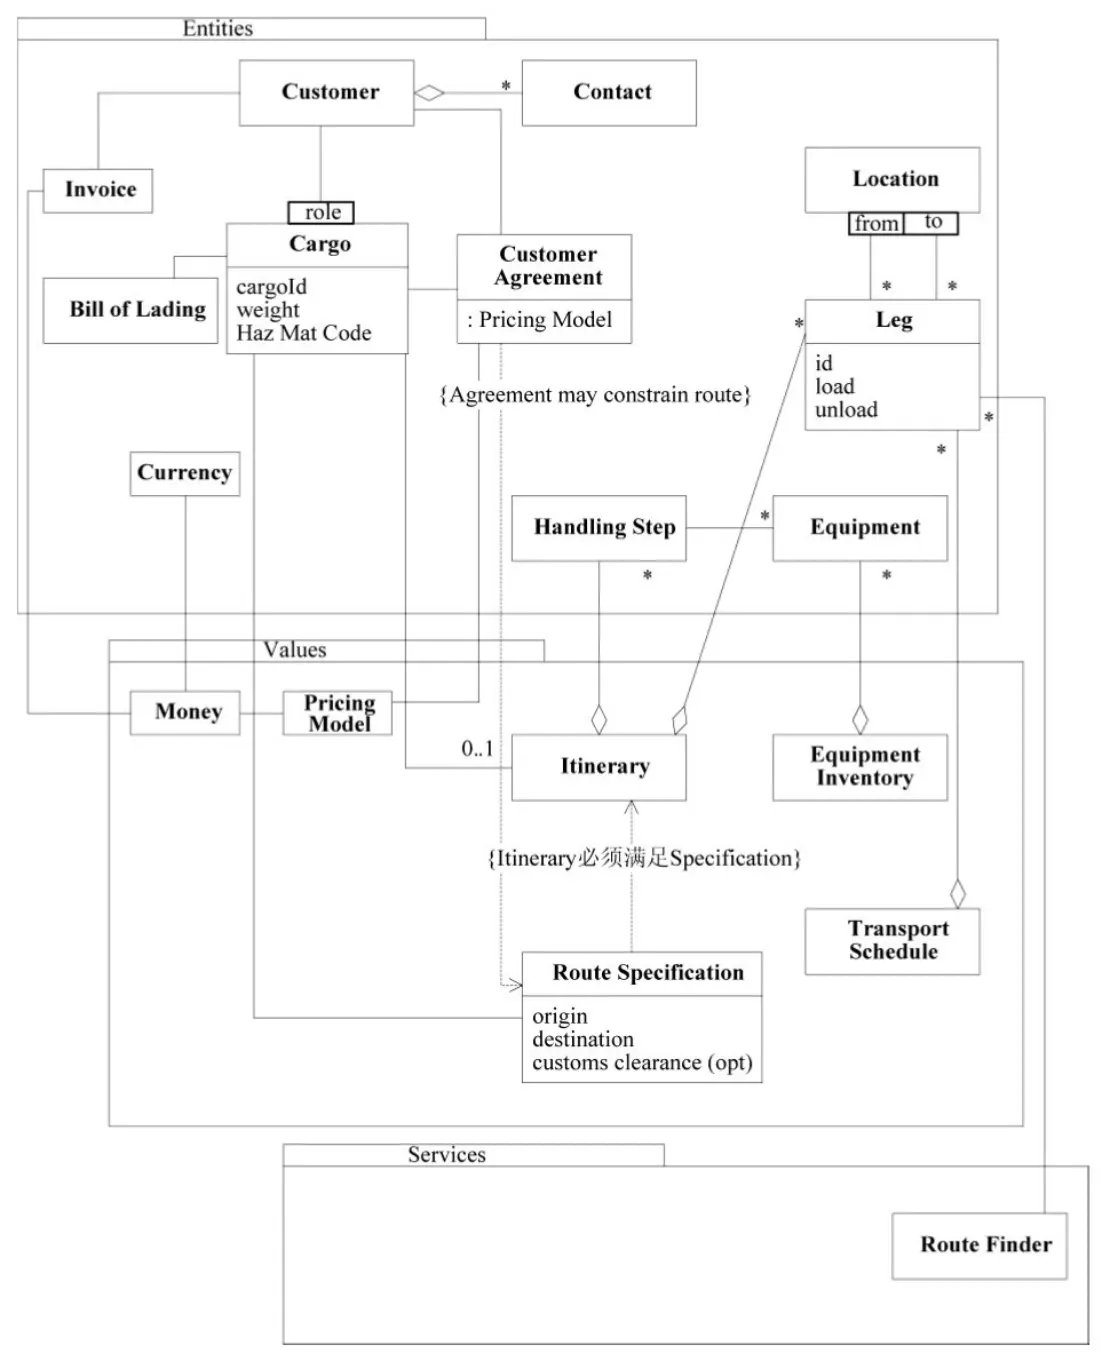 Entities
Customer
*
Contact
Invoice
Location
role
from
to
Cargo
cargoId
weight
Haz Mat Code
Customer
Agreement
: Pricing Model
Bill of Lading
*
*
*
Leg
id
load
unload
{Agreement may constrain route}
*
*
Currency
Handling Step
*
Equipment
*
*
Values
Money
Pricing
Model
0..1
Itinerary
Equipment
Inventory
{Itinerary必须满足Specification}
Transport
Schedule
Route Specification
origin
destination
customs clearance (opt)
Services
Route Finder